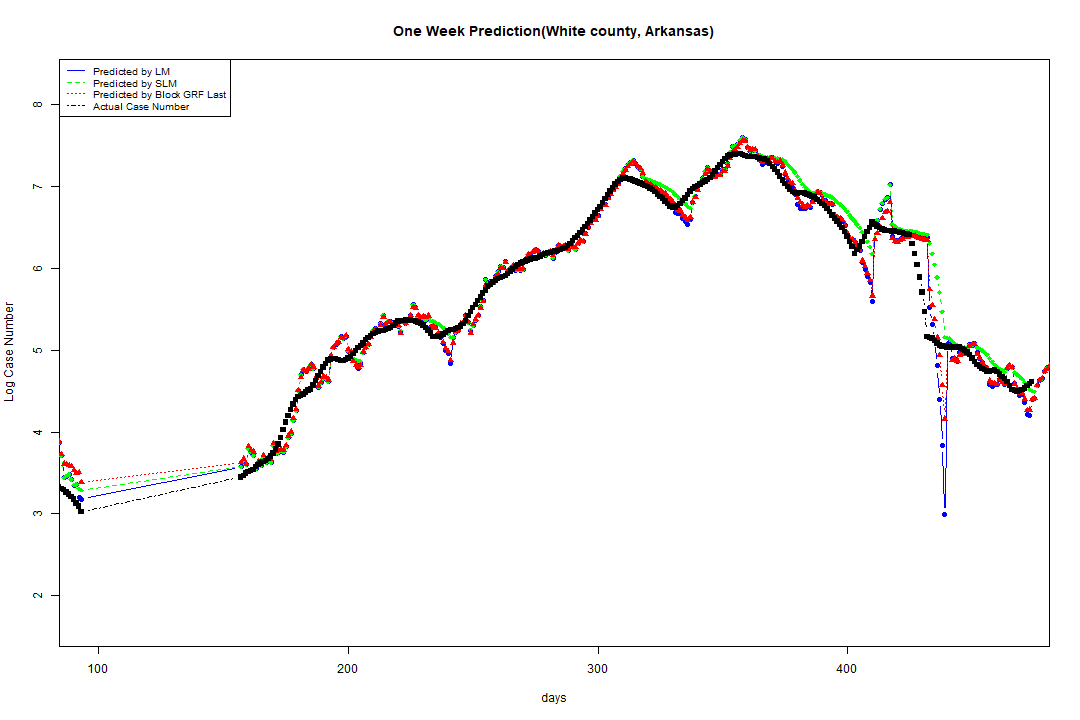 One Week Prediction(White county, Arkansas)
Predicted by LM
Predicted by SLM
Predicted by Block GRF Last
Actual Case Number
8
7
6
5
4
3
2
Log Case Number
100 200 300 400
days